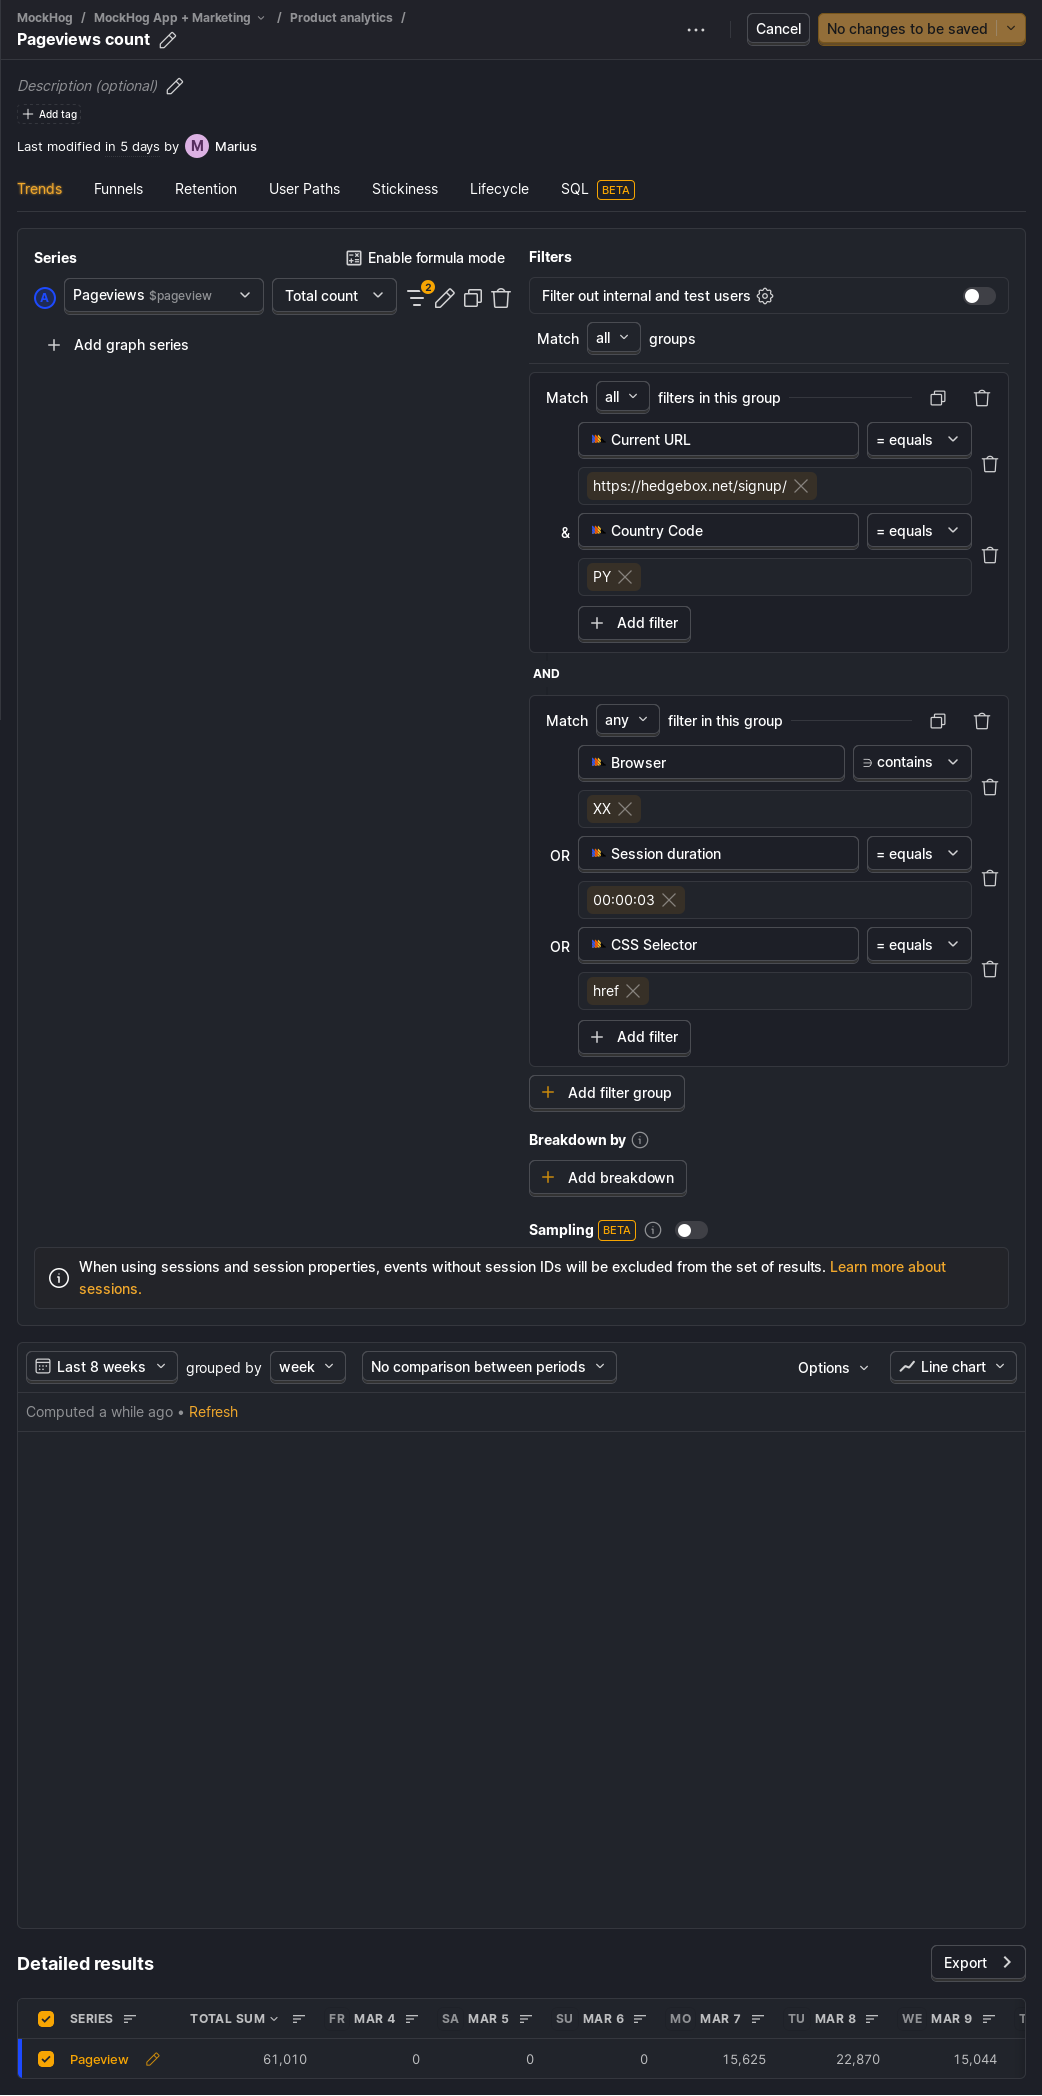 MockHog / MockHog App + Marketing / Product analytics /
Pageviews count
Cancel
No changes to be saved
Description (optional)
Add tag
Last modified in 5 days by M Marius
Trends Funnels Retention User Paths Stickiness Lifecycle SQL BETA
Series
Enable formula mode
A Pageviews $pageview Total count 2
Add graph series
Filters
Filter out internal and test users
Match all groups
Match all filters in this group
Current URL = equals
https://hedgebox.net/signup/
& Country Code = equals
PY
Add filter
AND
Match any filter in this group
Browser ∋ contains
XX
OR Session duration = equals
00:00:03
OR CSS Selector = equals
href
Add filter
Add filter group
Breakdown by
Add breakdown
Sampling BETA
When using sessions and session properties, events without session IDs will be excluded from the set of results. Learn more about
sessions.
Last 8 weeks grouped by week No comparison between periods Options Line chart
Computed a while ago • Refresh
Detailed results
Export
SERIES TOTAL SUM FR MAR 4 SA MAR 5 SU MAR 6 MO MAR 7 TU MAR 8 WE MAR 9 T
Pageview 61,010 0 0 0 15,625 22,870 15,044